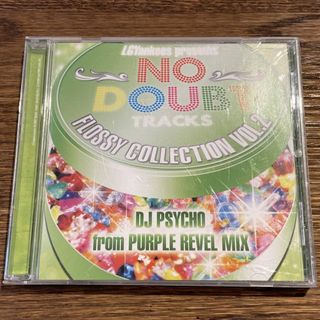 LGYankees presents
NO
DOUBT
TRACKS
FLOSSY COLLECTION VOL.2
DJ PSYCHO
from PURPLE REVEL MIX